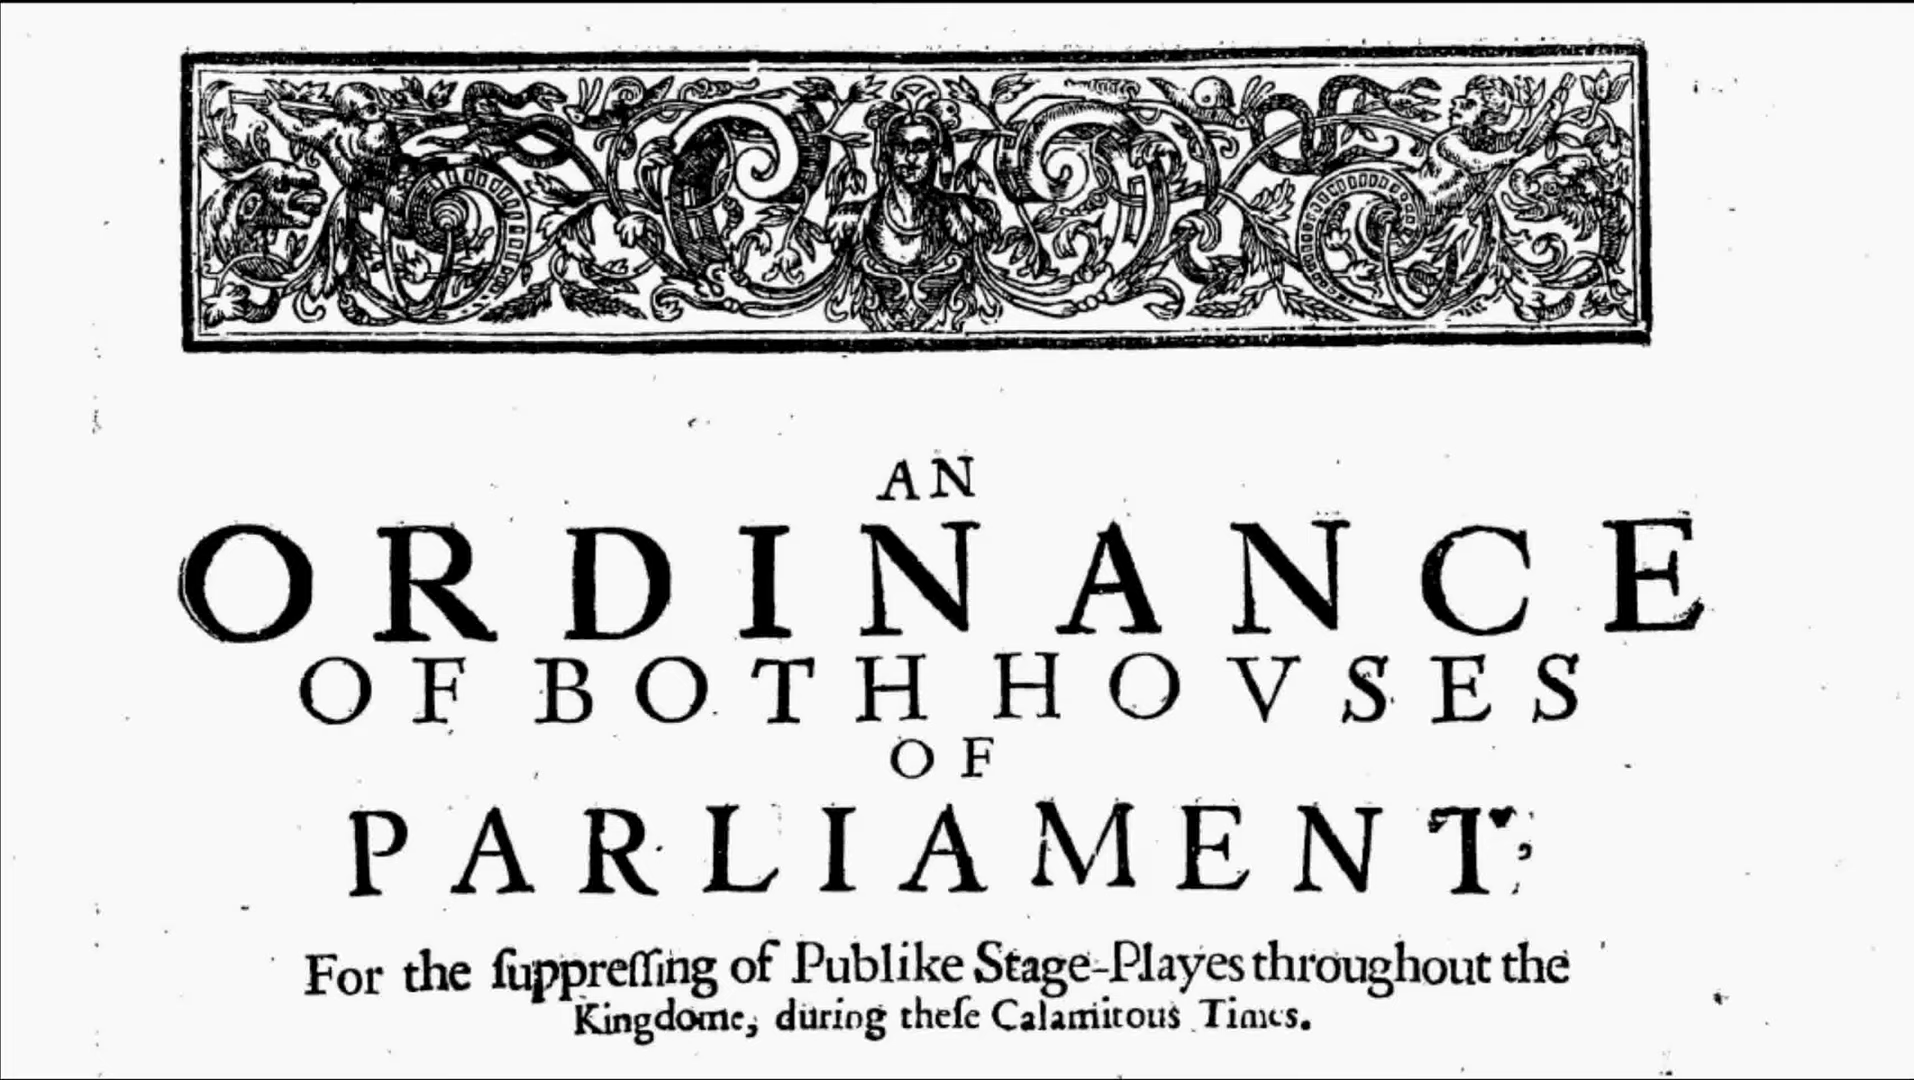 AN
ORDINANCE
OF BOTH HOVSES
OF
PARLIAMENT,
For the ſuppreſſing of Publike Stage-Playes throughout the
Kingdome, during theſe Calamitous Times.